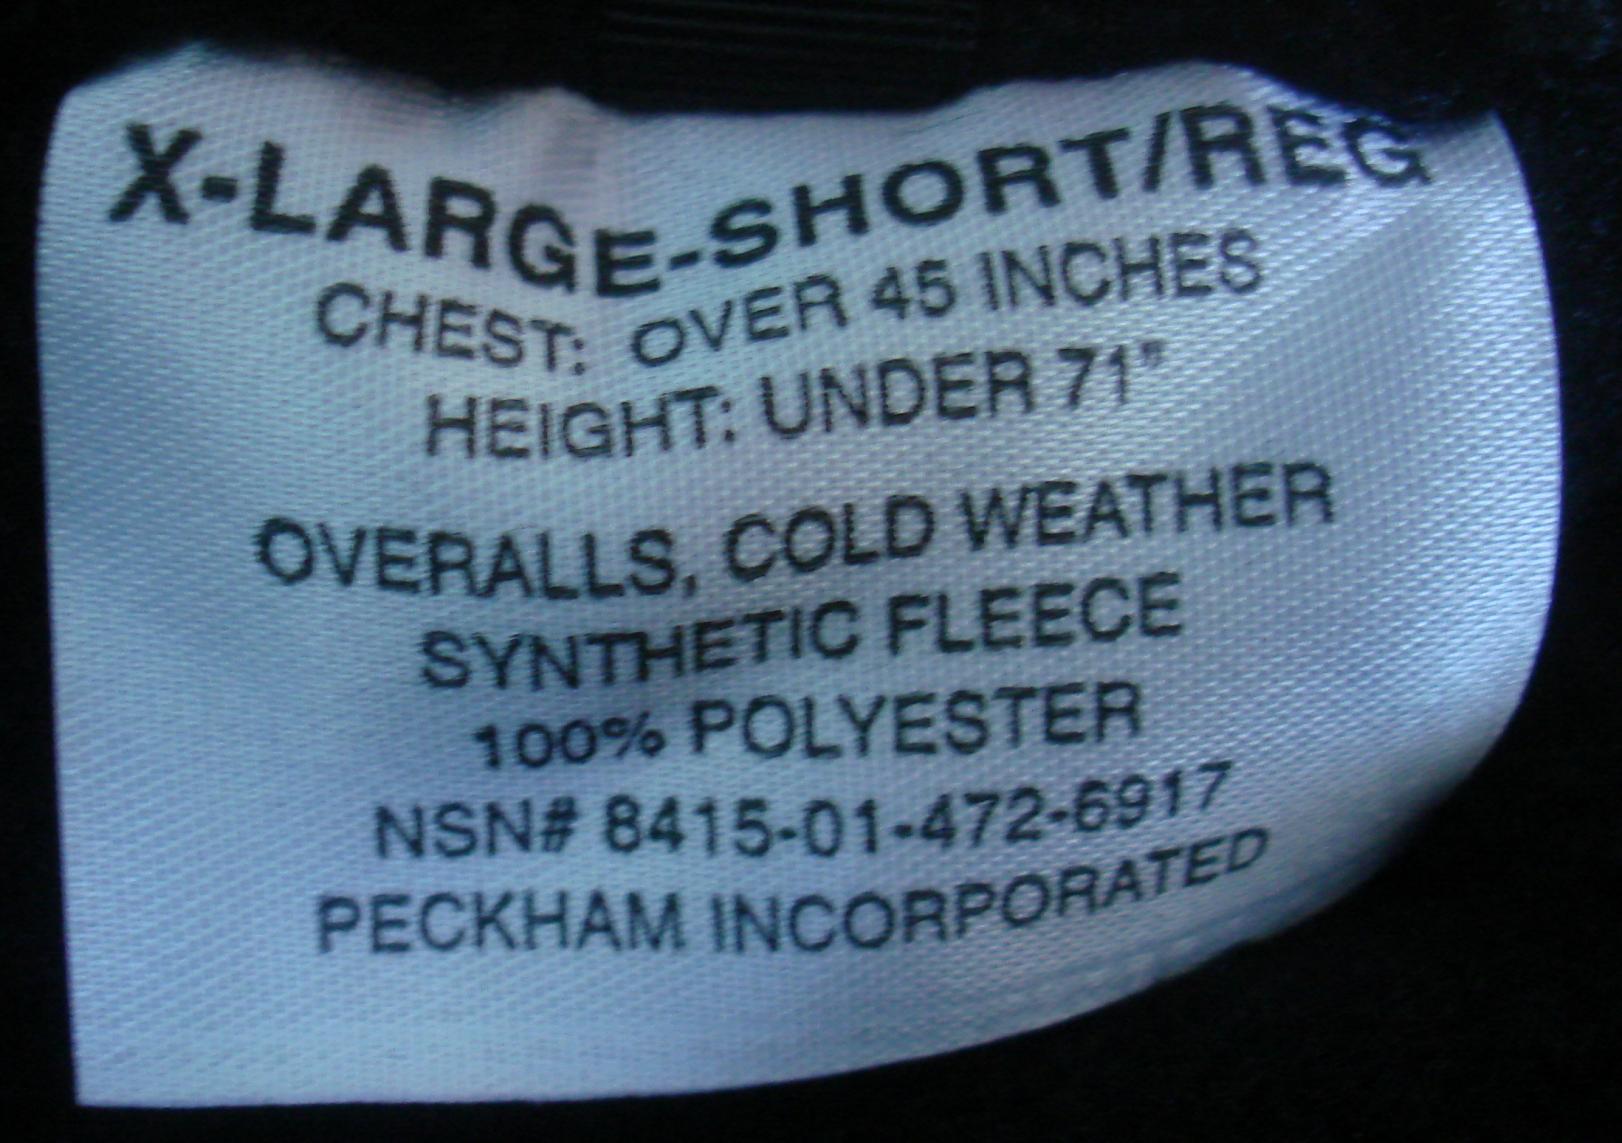 X-LARGE-SHORT/REG
CHEST: OVER 45 INCHES
HEIGHT: UNDER 71"
OVERALLS, COLD WEATHER
SYNTHETIC FLEECE
100% POLYESTER
NSN# 8415-01-472-6917
PECKHAM INCORPORATED